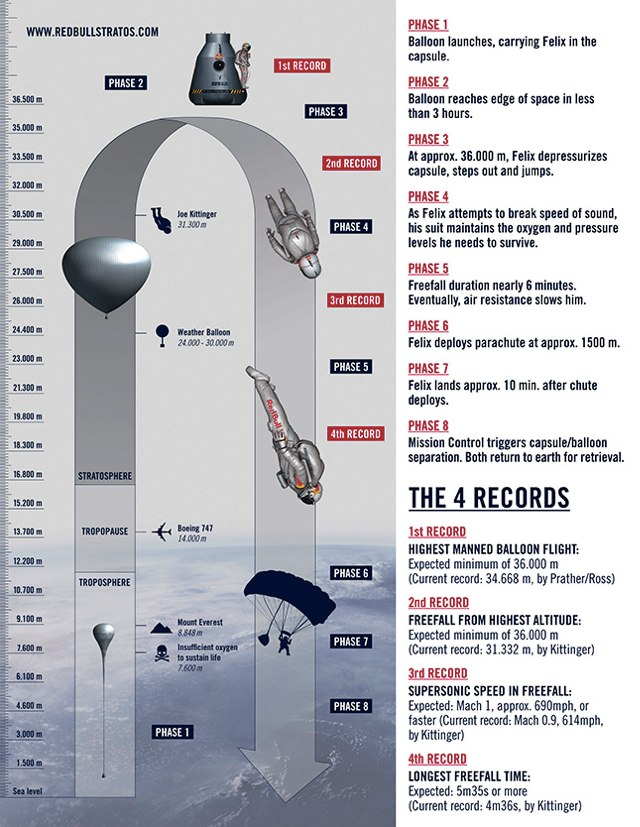 WWW.REDBULLSTRATOS.COM
1st RECORD
PHASE 2
36.500 m
PHASE 3
35.000 m
33.500 m
2nd RECORD
32.000 m
30.500 m
Joe Kittinger
31.300 m
PHASE 4
29.000 m
27.500 m
26.000 m
3rd RECORD
24.400 m
Weather Balloon
24.000 - 30.000 m
23.000 m
PHASE 5
21.300 m
19.800 m
RedBull
4th RECORD
18.300 m
16.800 m
STRATOSPHERE
15.200 m
13.700 m
TROPOPAUSE
Boeing 747
14.000 m
12.200 m
TROPOSPHERE
PHASE 6
10.700 m
9.100 m
Mount Everest
8.848 m
7.600 m
Insufficient oxygen
to sustain life
7.600 m
PHASE 7
6.100 m
4.600 m
PHASE 8
3.000 m
PHASE 1
1.500 m
Sea level
PHASE 1
Balloon launches, carrying Felix in the
capsule.
PHASE 2
Balloon reaches edge of space in less
than 3 hours.
PHASE 3
At approx. 36.000 m, Felix depressurizes
capsule, steps out and jumps.
PHASE 4
As Felix attempts to break speed of sound,
his suit maintains the oxygen and pressure
levels he needs to survive.
PHASE 5
Freefall duration nearly 6 minutes.
Eventually, air resistance slows him.
PHASE 6
Felix deploys parachute at approx. 1500 m.
PHASE 7
Felix lands approx. 10 min. after chute
deploys.
PHASE 8
Mission Control triggers capsule/balloon
separation. Both return to earth for retrieval.
THE 4 RECORDS
1st RECORD
HIGHEST MANNED BALLOON FLIGHT:
Expected minimum of 36.000 m
(Current record: 34.668 m, by Prather/Ross)
2nd RECORD
FREEFALL FROM HIGHEST ALTITUDE:
Expected minimum of 36.000 m
(Current record: 31.332 m, by Kittinger)
3rd RECORD
SUPERSONIC SPEED IN FREEFALL:
Expected: Mach 1, approx. 690mph, or
faster (Current record: Mach 0.9, 614mph,
by Kittinger)
4th RECORD
LONGEST FREEFALL TIME:
Expected: 5m35s or more
(Current record: 4m36s, by Kittinger)